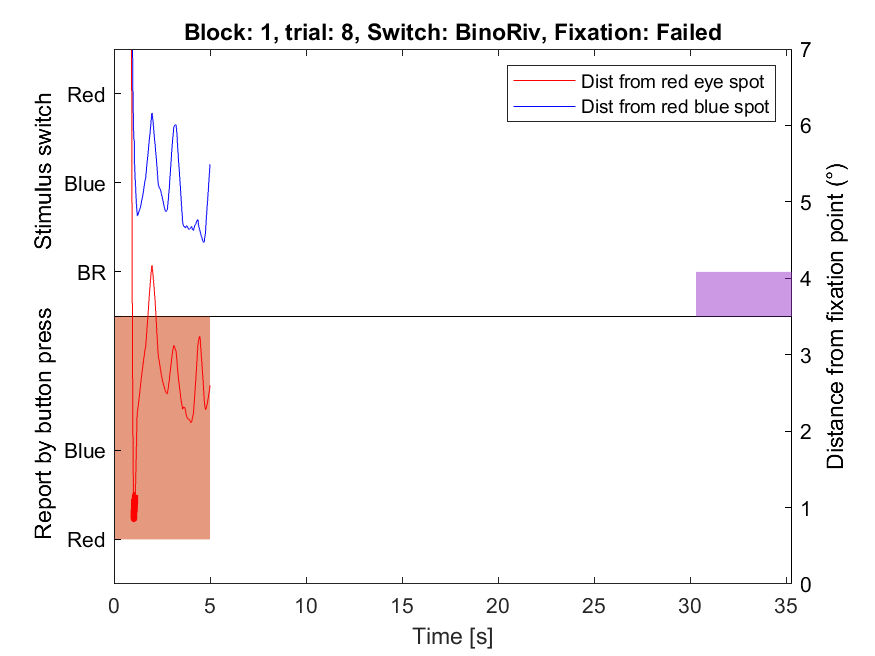 Block: 1, trial: 8, Switch: BinoRiv, Fixation: Failed
Dist from red eye spot
Dist from red blue spot
Stimulus switch
Red
Blue
BR
Report by button press
Blue
Red
7
6
5
4
3
2
1
0
Distance from fixation point (°)
0 5 10 15 20 25 30 35
Time [s]